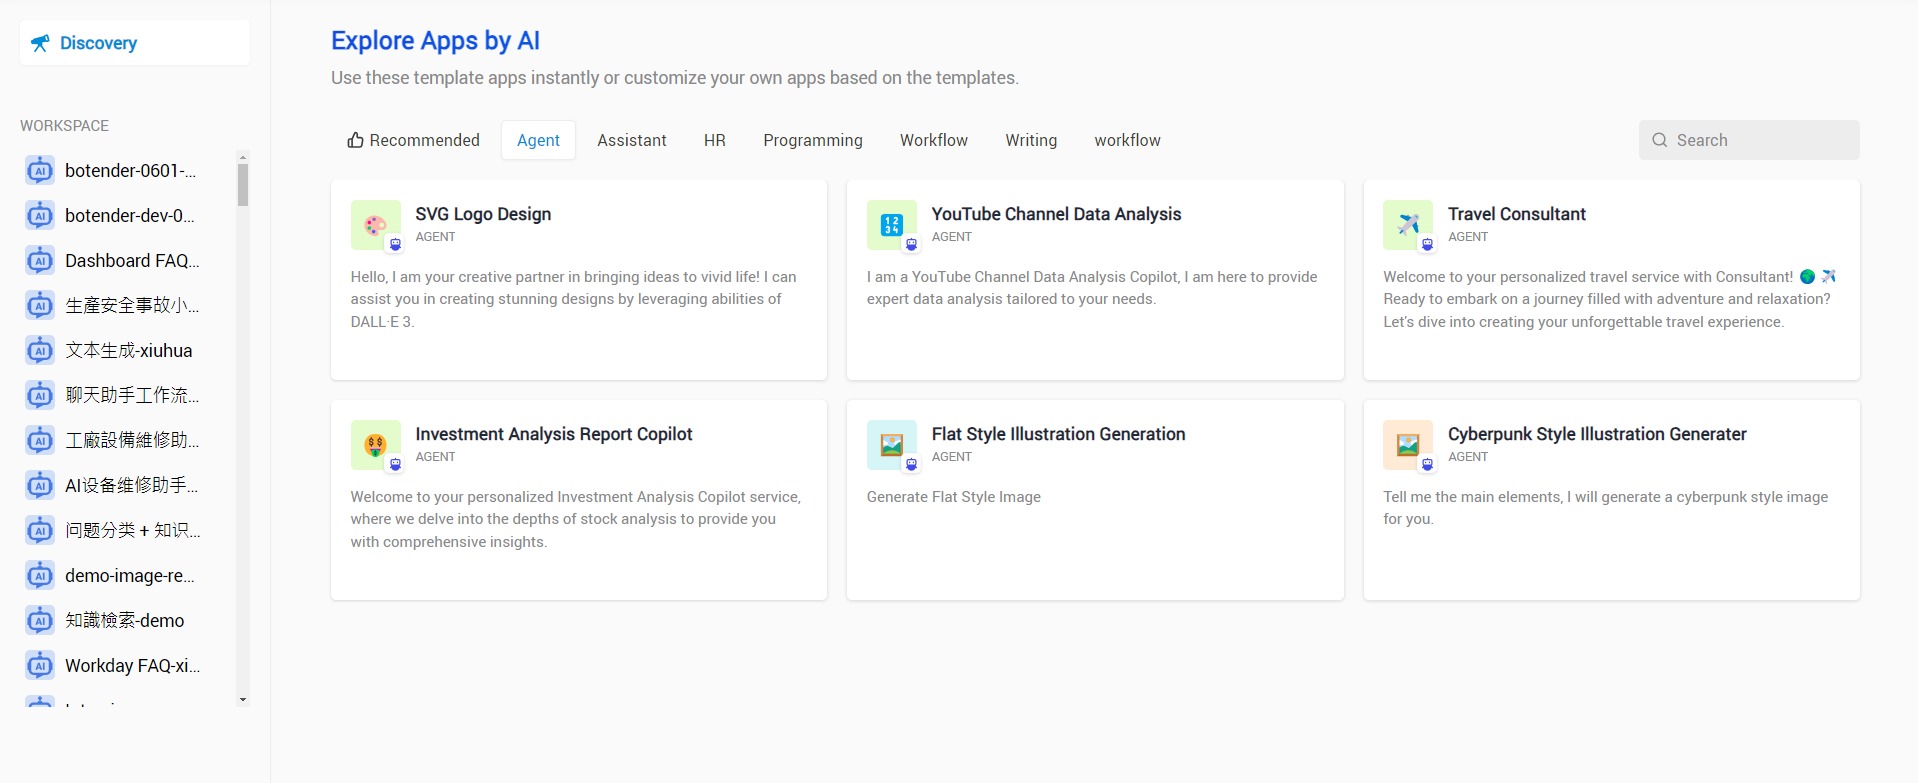 Discovery
WORKSPACE
botender-0601-...
botender-dev-0...
Dashboard FAQ...
生產安全事故小...
文本生成-xiuhua
聊天助手工作流...
工廠設備維修助...
AI设备维修助手...
问题分类 + 知识...
demo-image-re...
知識檢索-demo
Workday FAQ-xi...
Explore Apps by AI
Use these template apps instantly or customize your own apps based on the templates.
Recommended Agent Assistant HR Programming Workflow Writing workflow Search
SVG Logo Design
AGENT
Hello, I am your creative partner in bringing ideas to vivid life! I can
assist you in creating stunning designs by leveraging abilities of
DALL·E 3.
YouTube Channel Data Analysis
AGENT
I am a YouTube Channel Data Analysis Copilot, I am here to provide
expert data analysis tailored to your needs.
Travel Consultant
AGENT
Welcome to your personalized travel service with Consultant! 🌍 ✈️
Ready to embark on a journey filled with adventure and relaxation?
Let's dive into creating your unforgettable travel experience.
Investment Analysis Report Copilot
AGENT
Welcome to your personalized Investment Analysis Copilot service,
where we delve into the depths of stock analysis to provide you
with comprehensive insights.
Flat Style Illustration Generation
AGENT
Generate Flat Style Image
Cyberpunk Style Illustration Generater
AGENT
Tell me the main elements, I will generate a cyberpunk style image
for you.